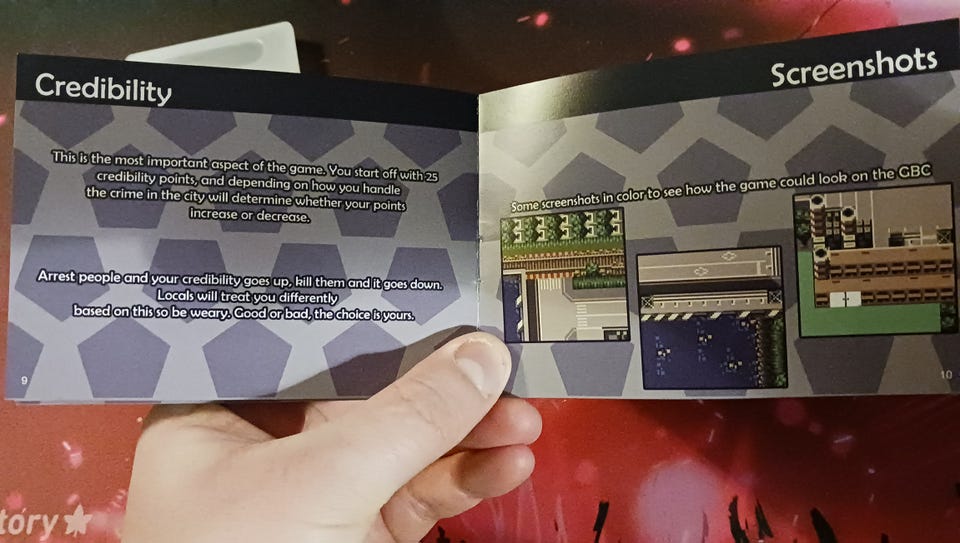 Credibility
This is the most important aspect of the game. You start off with 25
credibility points, and depending on how you handle
the crime in the city will determine whether your points
increase or decrease.
Arrest people and your credibility goes up, kill them and it goes down.
Locals will treat you differently
based on this so be weary. Good or bad, the choice is yours.
9
Screenshots
Some screenshots in color to see how the game could look on the GBC
10
tory